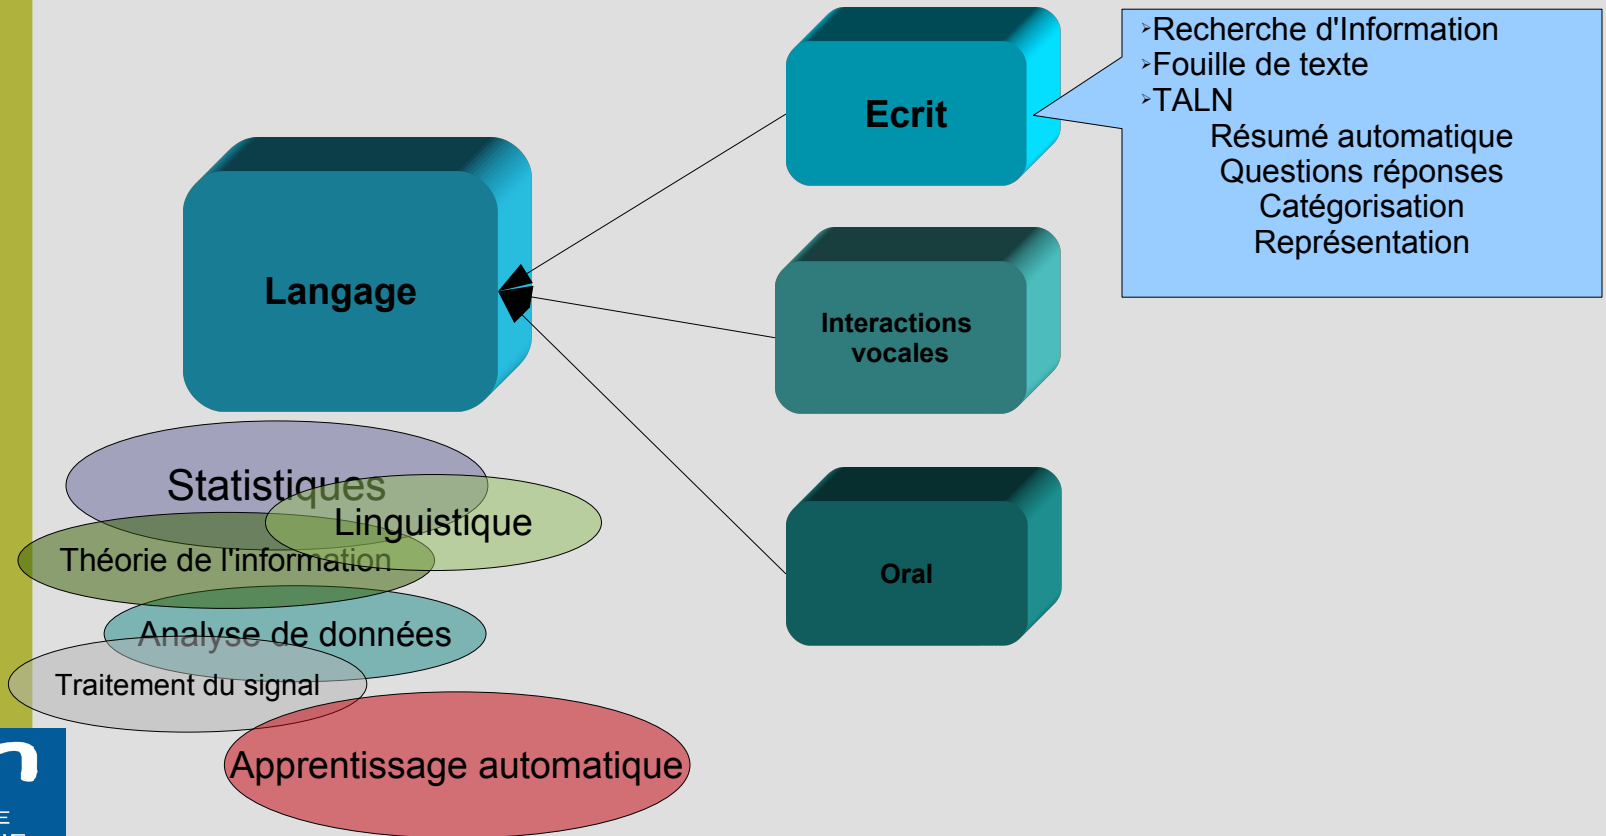 Recherche d'Information
Fouille de texte
TALN
Résumé automatique
Questions réponses
Catégorisation
Représentation
Ecrit
Langage
Interactions
vocales
Oral
Statistiques
Linguistique
Théorie de l'information
Analyse de données
Traitement du signal
Apprentissage automatique